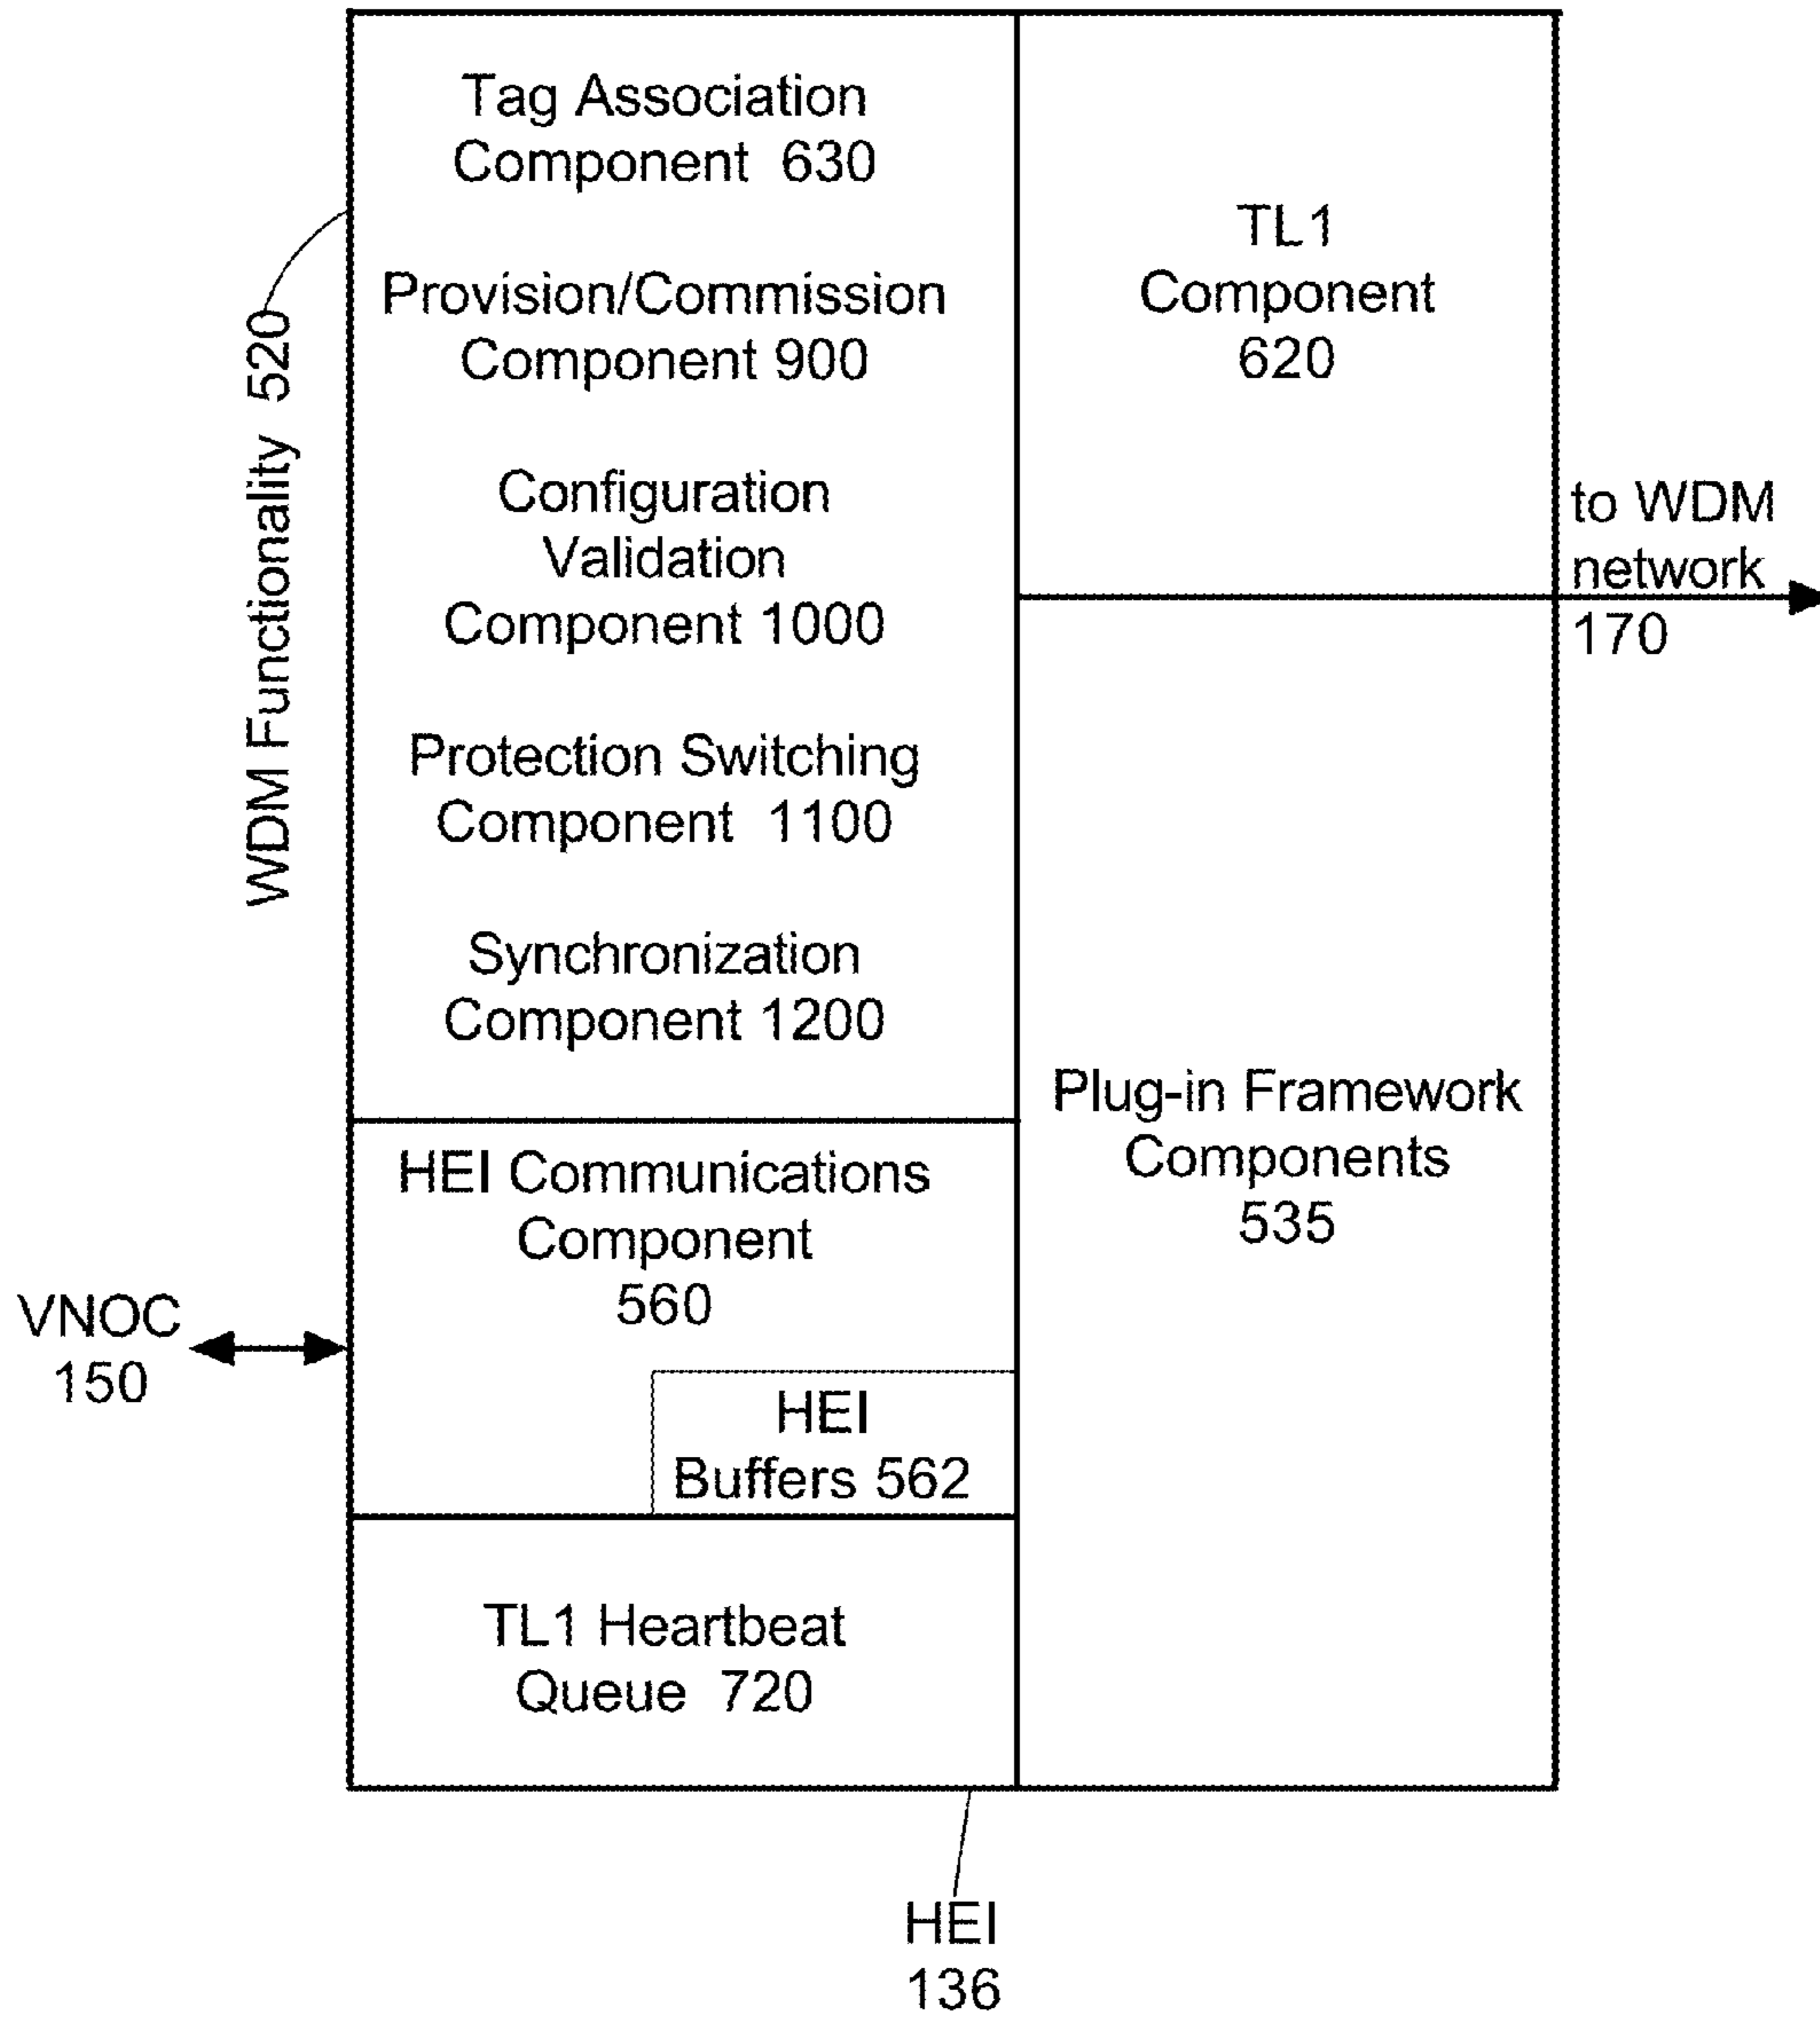 WDM Functionality 520
Tag Association
Component 630
Provision/Commission
Component 900
Configuration
Validation
Component 1000
Protection Switching
Component 1100
Synchronization
Component 1200
HEI Communications
Component
560
HEI
Buffers 562
TL1 Heartbeat
Queue 720
TL1
Component
620
Plug-in Framework
Components
535
to WDM
network
170
VNOC
150
HEI
136